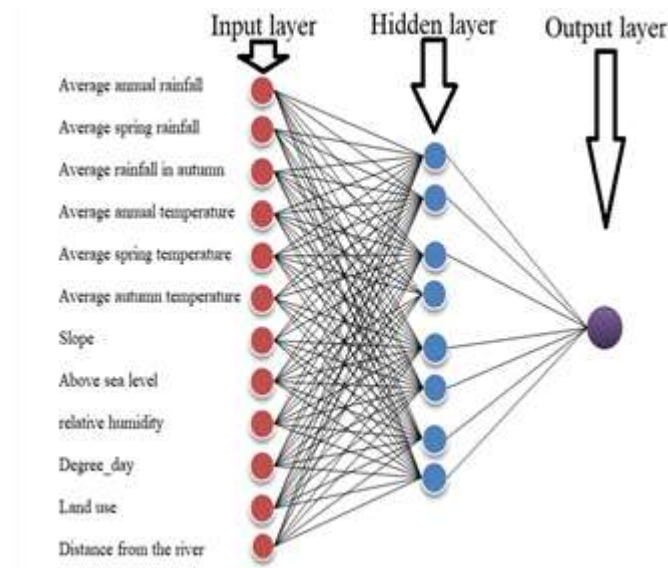 Input layer
Hidden layer
Output layer
Average annual rainfall
Average spring rainfall
Average rainfall in autumn
Average annual temperature
Average spring temperature
Average autumn temperature
Slope
Above sea level
relative humidity
Degree_day
Land use
Distance from the river